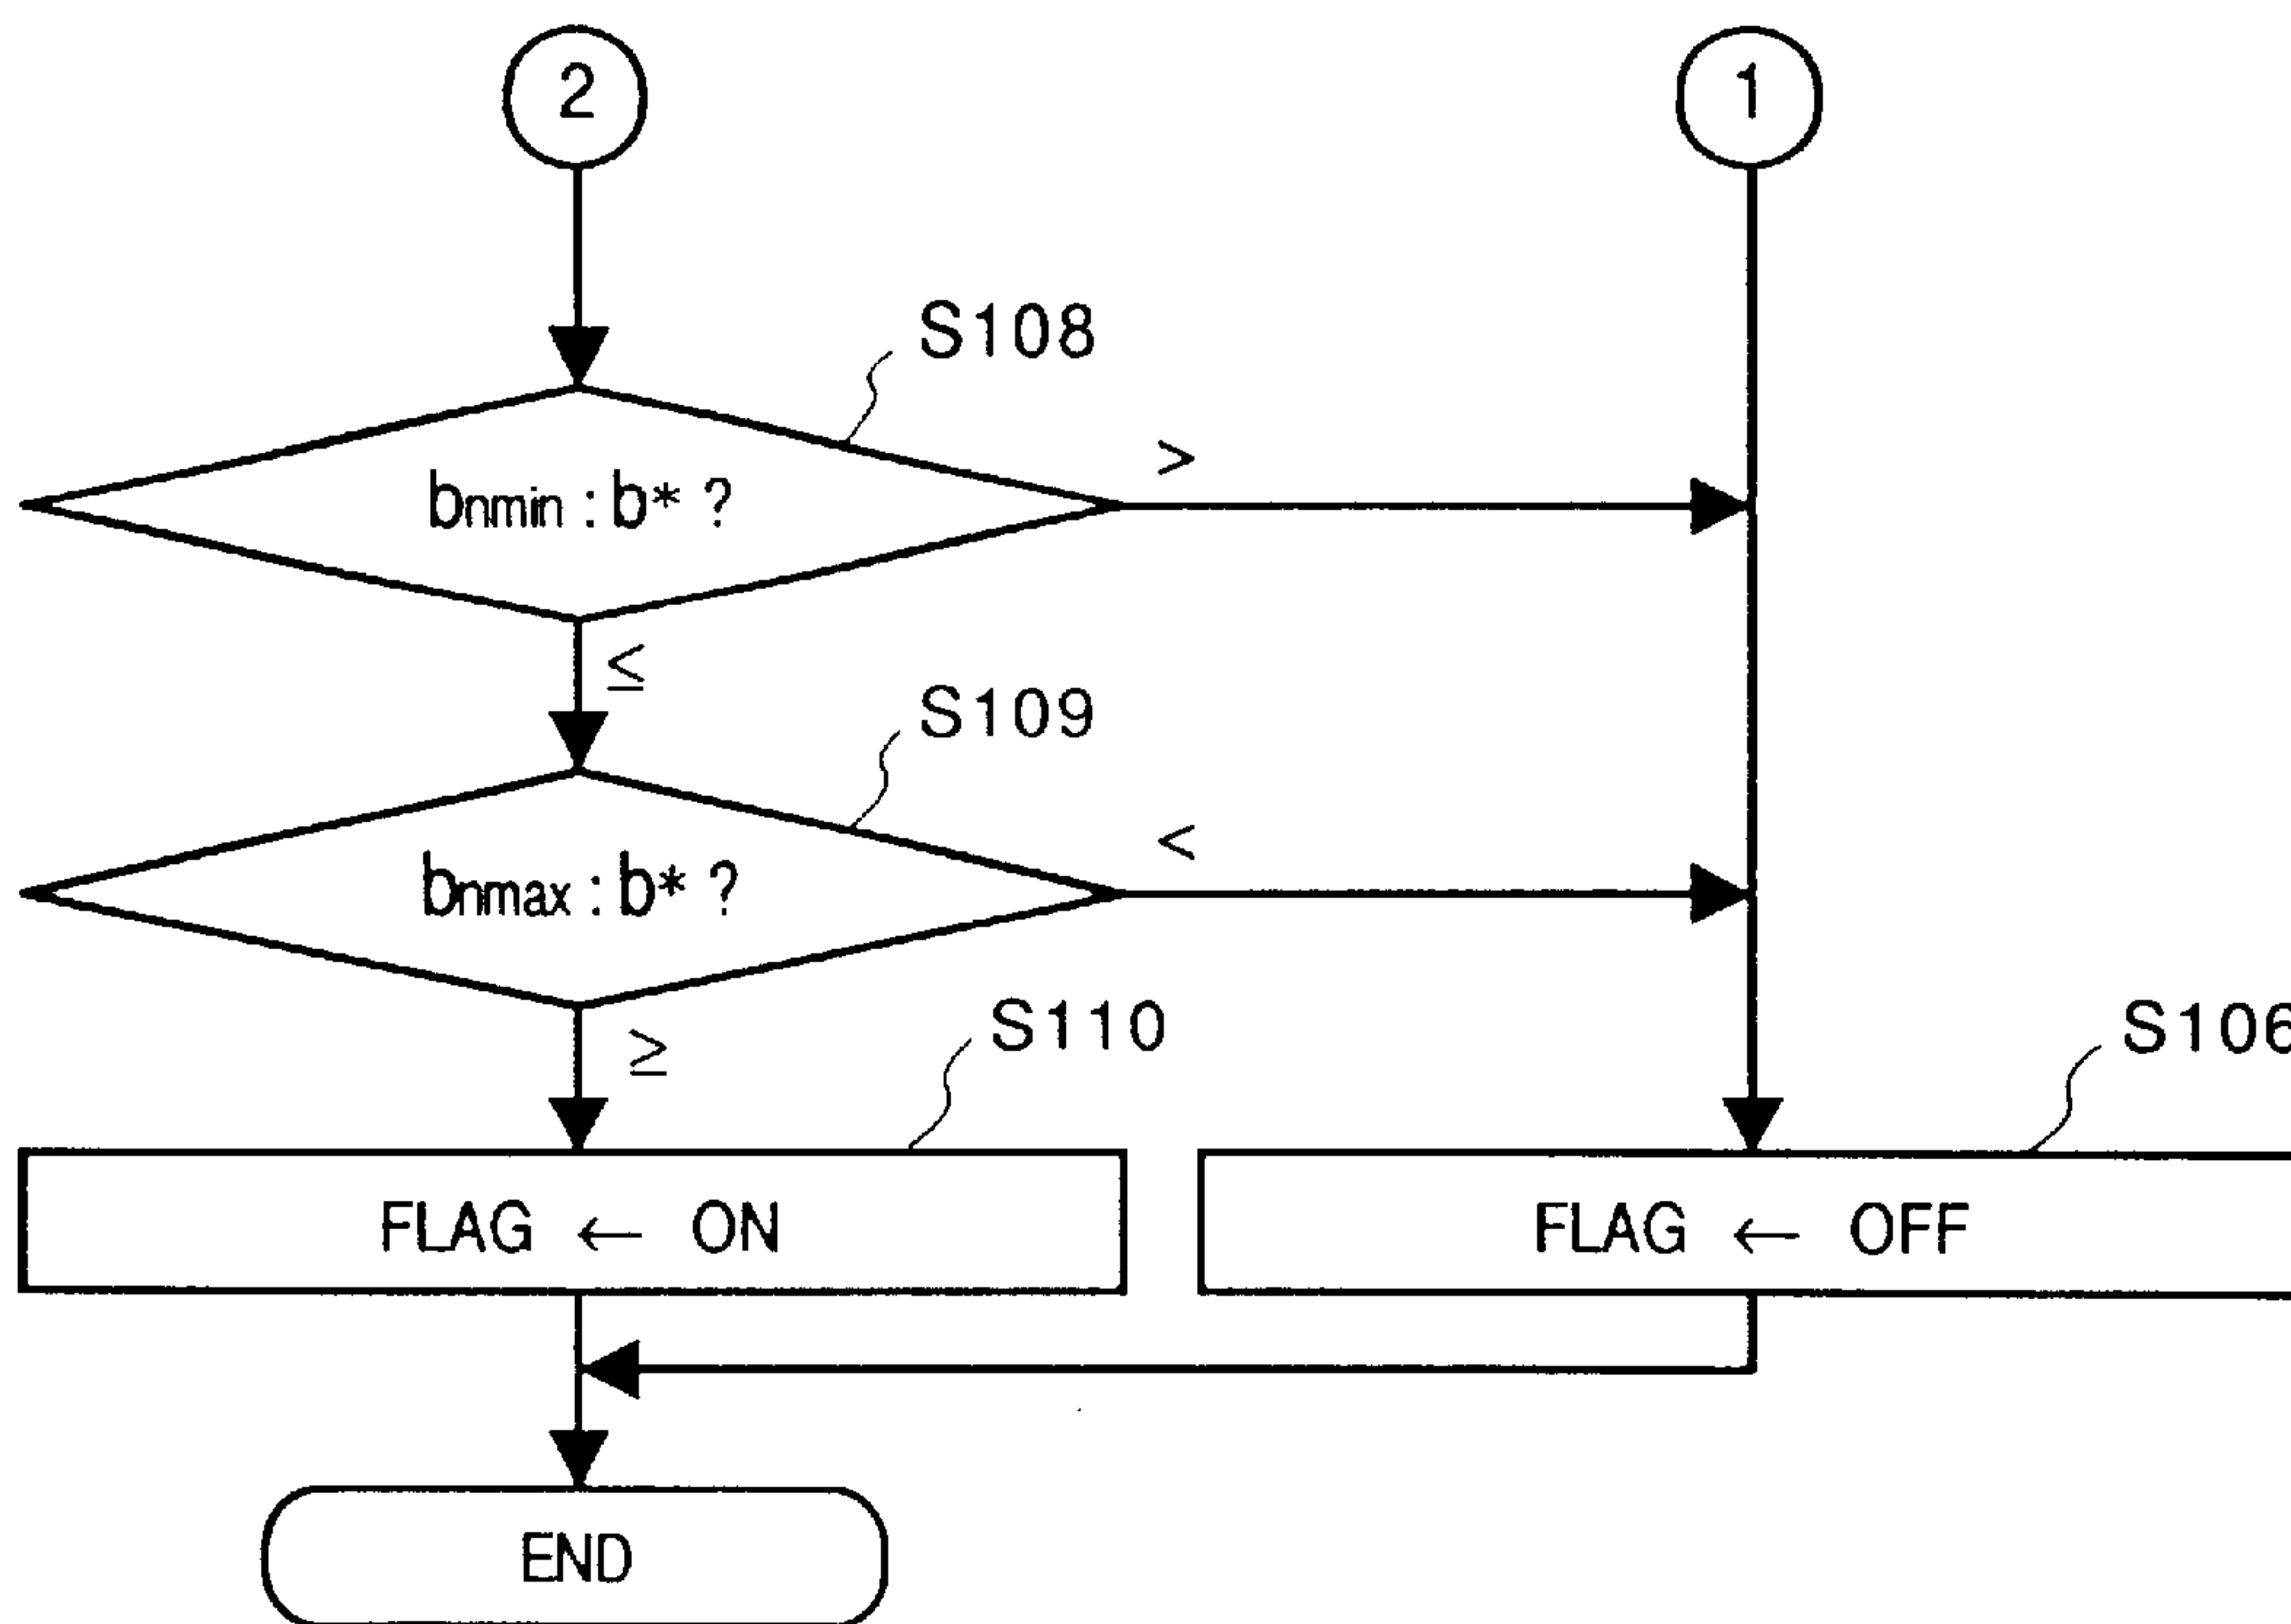 2
1
S108
>
bnmin : b* ?
≤
S109
<
bnmax : b* ?
≥
S110
S106
FLAG ← ON
FLAG ← OFF
END